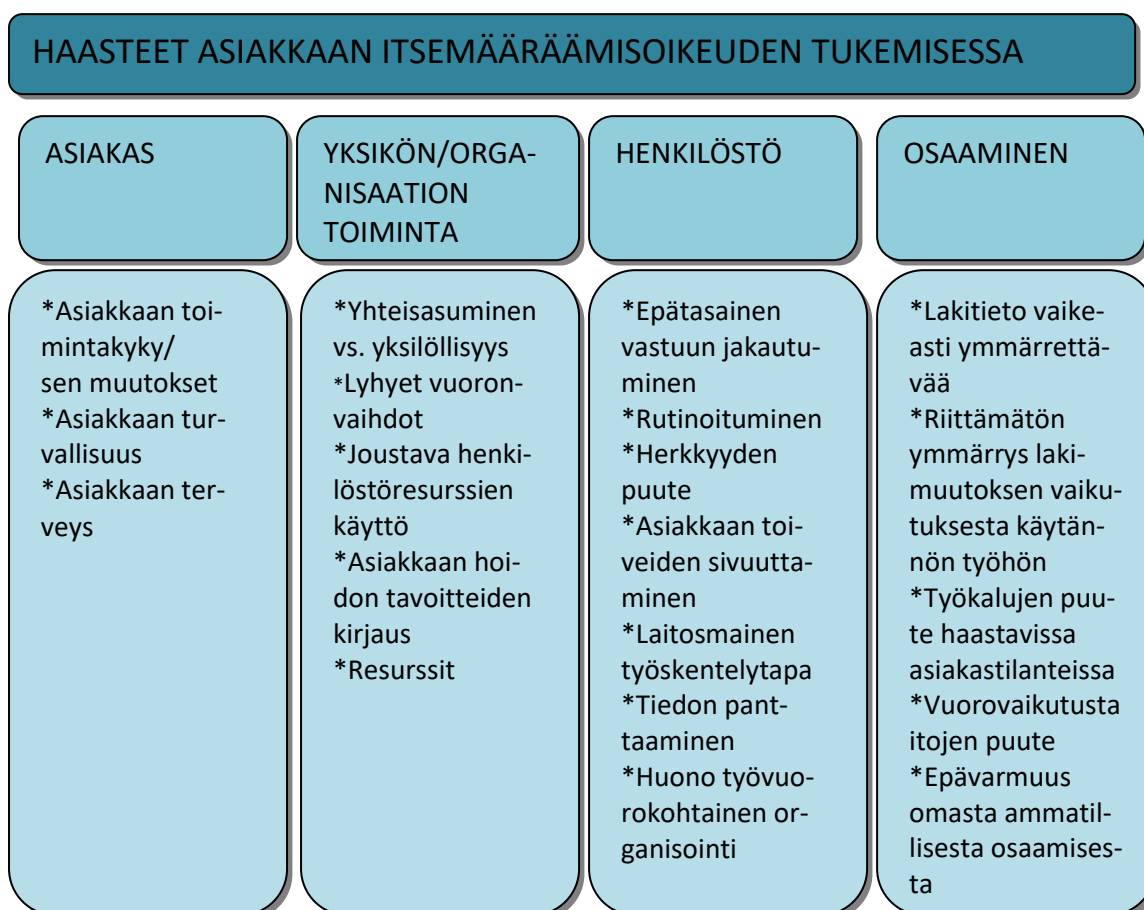 HAASTEET ASIAKKAAN ITSEMÄÄRÄÄMISOIKEUDEN TUKEMISESSA
ASIAKAS
YKSIKÖN/ORGA-
NISAATION
TOIMINTA
HENKILÖSTÖ
OSAAMINEN
*Asiakkaan toi-
mintakyky/
sen muutokset
*Asiakkaan tur-
vallisuus
*Asiakkaan ter-
veys
*Yhteisasuminen
vs. yksilöllisyys
*Lyhyet vuoron-
vaihdot
*Joustava henki-
löstöresurssien
käyttö
*Asiakkaan hoi-
don tavoitteiden
kirjaus
*Resurssit
*Epätasainen
vastuun jakautu-
minen
*Rutinoituminen
*Herkkyyden
puute
*Asiakkaan toi-
veiden sivuutta-
minen
*Laitosmainen
työskentelytapa
*Tiedon pant-
taaminen
*Huono työvuo-
rokohtainen or-
ganisointi
*Lakitieto vaike-
asti ymmärrettä-
vää
*Riittämätön
ymmärrys laki-
muutoksen vaiku-
tuksesta käytän-
nön työhön
*Työkalujen puu-
te haastavissa
asiakastilanteissa
*Vuorovaikutusta
itojen puute
*Epävarmuus
omasta ammatil-
lisesta osaamises-
ta